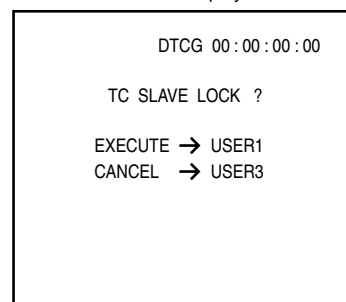 DTCG 00 : 00 : 00 : 00
TC SLAVE LOCK ?
EXECUTE → USER1
CANCEL → USER3